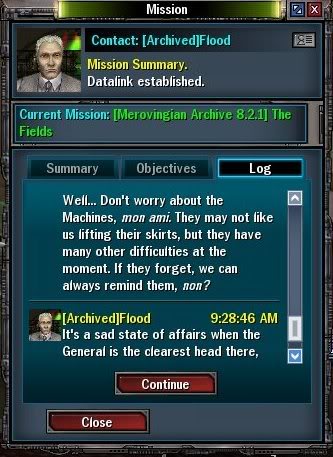 Mission
Contact: [Archived]Flood
Mission Summary.
Datalink established.
Current Mission: [Merovingian Archive 8.2.1] The
Fields
Summary
Objectives
Log
Well... Don't worry about the
Machines, mon ami. They may not like
us lifting their skirts, but they have
many other difficulties at the
moment. If they forget, we can
always remind them, non?
[Archived]Flood 9:28:46 AM
It's a sad state of affairs when the
General is the clearest head there,
Continue
Close